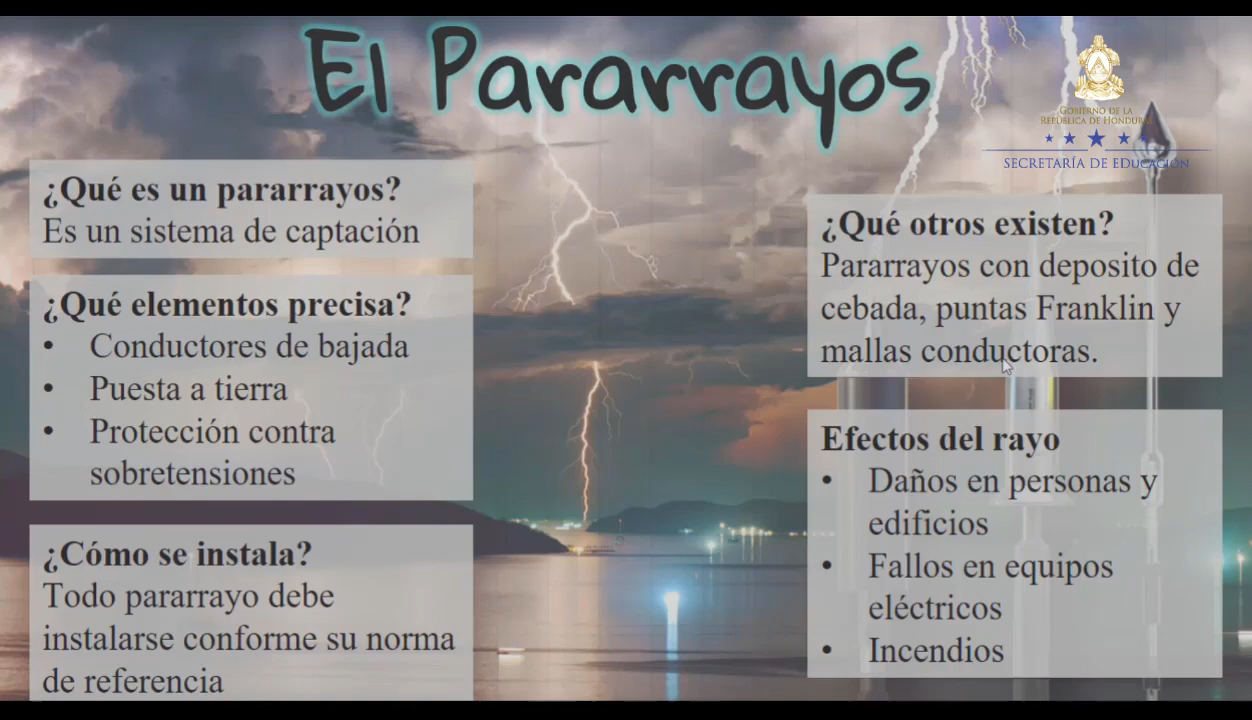 El Pararrayos
GOBIERNO DE LA
REPÚBLICA DE HONDURAS
SECRETARÍA DE EDUCACIÓN
¿Qué es un pararrayos?
Es un sistema de captación
¿Qué elementos precisa?
• Conductores de bajada
• Puesta a tierra
• Protección contra
sobretensiones
¿Cómo se instala?
Todo pararrayo debe
instalarse conforme su norma
de referencia
¿Qué otros existen?
Pararrayos con deposito de
cebada, puntas Franklin y
mallas conductoras.
Efectos del rayo
• Daños en personas y
edificios
• Fallos en equipos
eléctricos
• Incendios